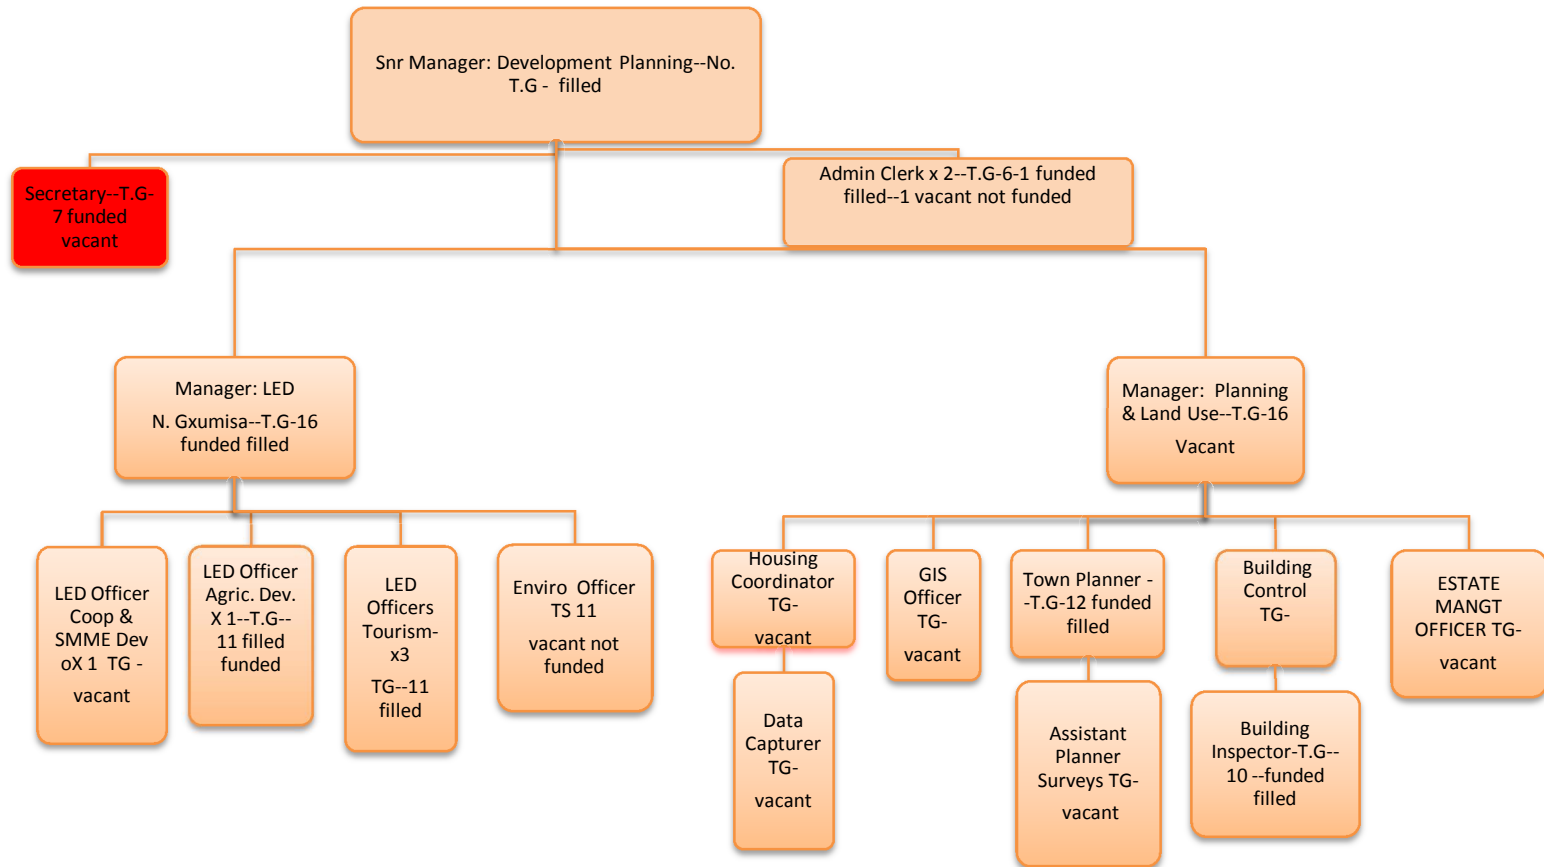 Snr Manager: Development Planning--No.
T.G - filled
Secretary--T.G-
7 funded
vacant
Admin Clerk x 2--T.G-6-1 funded
filled--1 vacant not funded
Manager: LED
N. Gxumisa--T.G-16
funded filled
Manager: Planning
& Land Use--T.G-16
Vacant
LED Officer
Coop &
SMME Dev
oX 1 TG -
vacant
LED Officer
Agric. Dev.
X 1--T.G--
11 filled
funded
LED
Officers
Tourism-
x3
TG--11
filled
Enviro Officer
TS 11
vacant not
funded
Housing
Coordinator
TG-
vacant
GIS
Officer
TG-
vacant
Town Planner -
-T.G-12 funded
filled
Building
Control
TG-
ESTATE
MANGT
OFFICER TG-
vacant
Data
Capturer
TG-
vacant
Assistant
Planner
Surveys TG-
vacant
Building
Inspector-T.G--
10 --funded
filled